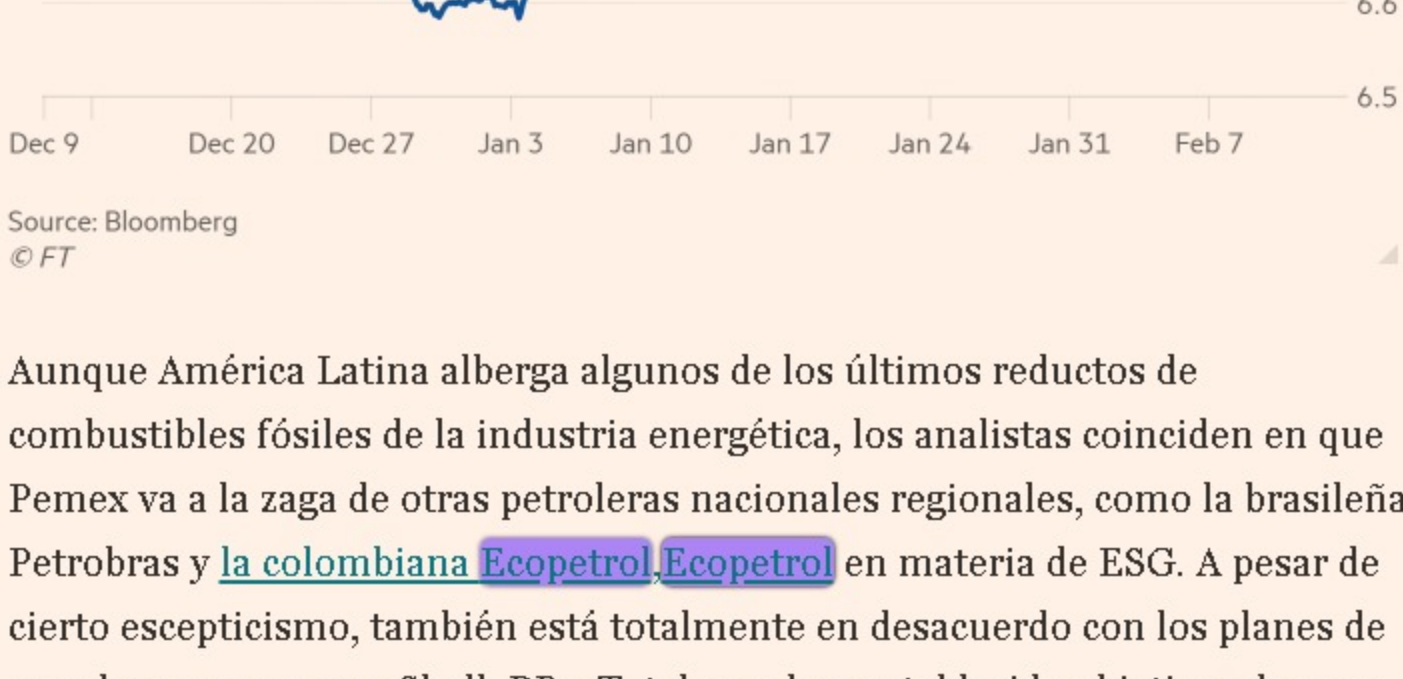 6.6
6.5
Dec 9 Dec 20 Dec 27 Jan 3 Jan 10 Jan 17 Jan 24 Jan 31 Feb 7
Source: Bloomberg
© FT
Aunque América Latina alberga algunos de los últimos reductos de
combustibles fósiles de la industria energética, los analistas coinciden en que
Pemex va a la zaga de otras petroleras nacionales regionales, como la brasileña
Petrobras y la colombiana Ecopetrol,Ecopetrol en materia de ESG. A pesar de
cierto escepticismo, también está totalmente en desacuerdo con los planes de